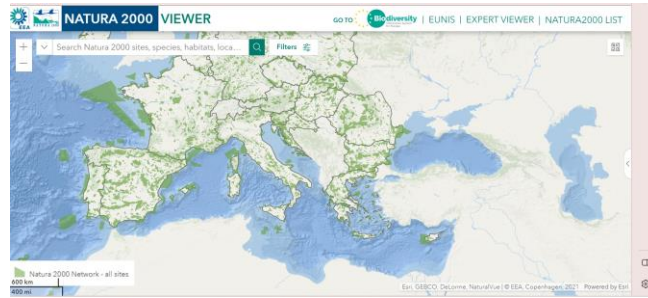 NATURA 2000 VIEWER
GO TO Biodiversity | EUNIS | EXPERT VIEWER | NATURA2000 LIST
EEA
Search Natura 2000 sites, species, habitats, loca...
Filters
Natura 2000 Network - all sites
600 km
400 mi
Esri, GEBCO, DeLorme, NaturalVue | © EEA, Copenhagen, 2021
Powered by Esri